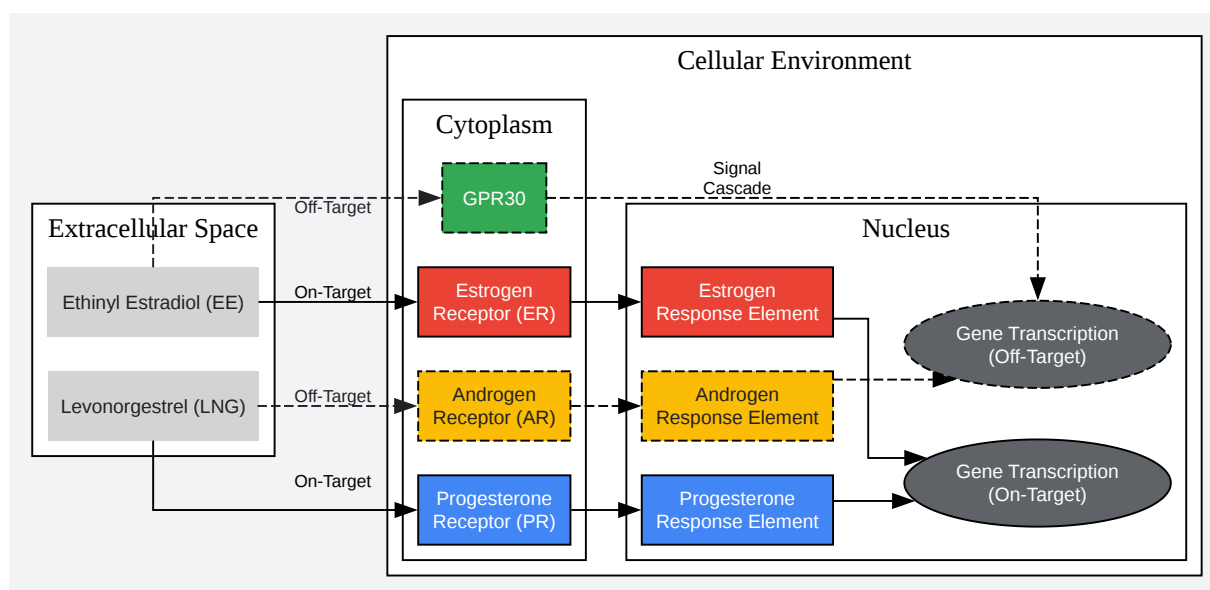 Cellular Environment
Cytoplasm
GPR30
Signal
Cascade
Off-Target
Extracellular Space
Nucleus
Ethinyl Estradiol (EE)
On-Target
Estrogen
Receptor (ER)
Estrogen
Response Element
Gene Transcription
(Off-Target)
Levonorgestrel (LNG)
Off-Target
Androgen
Receptor (AR)
Androgen
Response Element
On-Target
Progesterone
Receptor (PR)
Progesterone
Response Element
Gene Transcription
(On-Target)